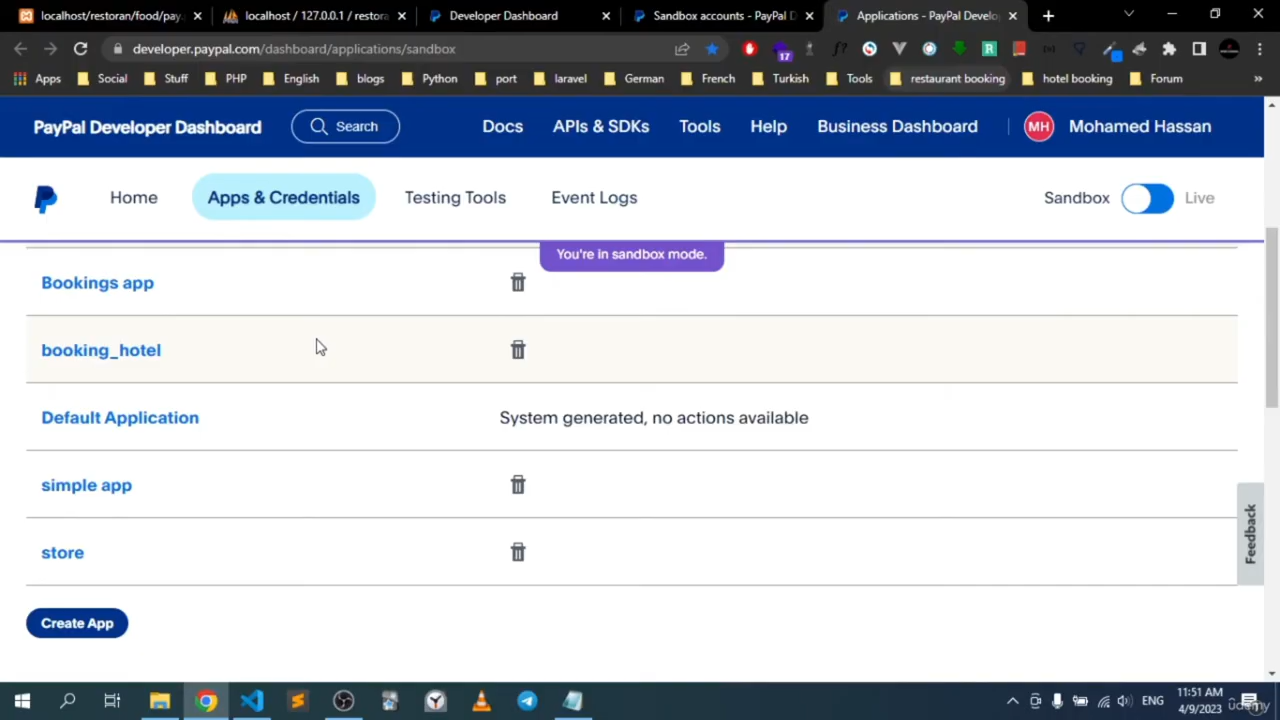 localhost/restoran/food/pay.
localhost / 127.0.0.1 / restora
Developer Dashboard
Sandbox accounts - PayPal D
Applications - PayPal Develo
developer.paypal.com/dashboard/applications/sandbox
17
Apps
Social
Stuff
PHP
English
blogs
Python
port
laravel
German
French
Turkish
Tools
restaurant booking
hotel booking
Forum
PayPal Developer Dashboard
Search
Docs
APIs & SDKs
Tools
Help
Business Dashboard
MH
Mohamed Hassan
Home
Apps & Credentials
Testing Tools
Event Logs
Sandbox
Live
You're in sandbox mode.
Bookings app
booking_hotel
Default Application
System generated, no actions available
simple app
store
Feedback
Create App
ENG
11:51 AM
4/9/2023
udemy